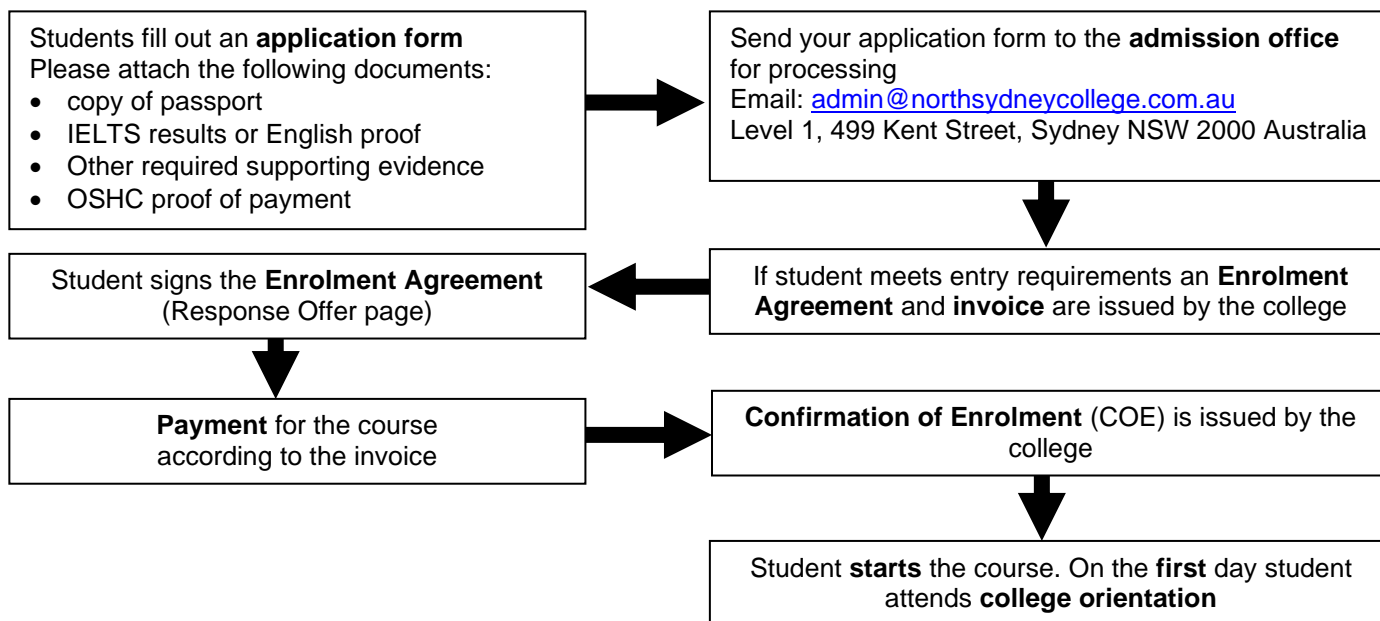 Students fill out an application form
Please attach the following documents:
• copy of passport
• IELTS results or English proof
• Other required supporting evidence
• OSHC proof of payment
Send your application form to the admission office
for processing
Email: admin@northsydneycollege.com.au
Level 1, 499 Kent Street, Sydney NSW 2000 Australia
If student meets entry requirements an Enrolment
Agreement and invoice are issued by the college
Student signs the Enrolment Agreement
(Response Offer page)
Payment for the course
according to the invoice
Confirmation of Enrolment (COE) is issued by the
college
Student starts the course. On the first day student
attends college orientation